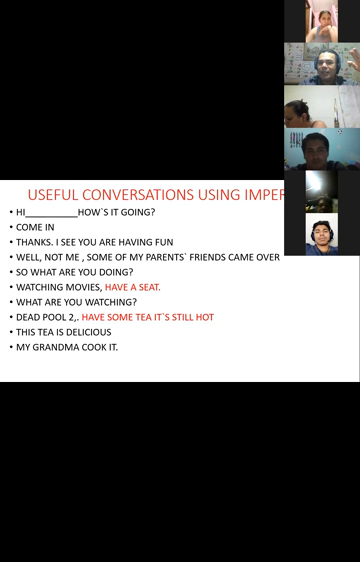 USEFUL CONVERSATIONS USING IMPER
• HI__________HOW`S IT GOING?
• COME IN
• THANKS. I SEE YOU ARE HAVING FUN
• WELL, NOT ME , SOME OF MY PARENTS` FRIENDS CAME OVER
• SO WHAT ARE YOU DOING?
• WATCHING MOVIES, HAVE A SEAT.
• WHAT ARE YOU WATCHING?
• DEAD POOL 2,. HAVE SOME TEA IT`S STILL HOT
• THIS TEA IS DELICIOUS
• MY GRANDMA COOK IT.